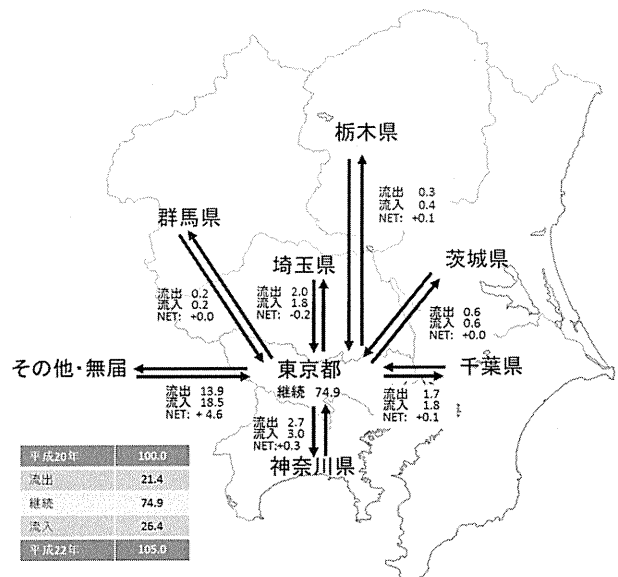 栃木県
流出 0.3
流入 0.4
NET: +0.1
群馬県
流出 0.2
流入 0.2
NET: +0.0
埼玉県
流出 2.0
流入 1.8
NET: -0.2
茨城県
流出 0.6
流入 0.6
NET: +0.0
その他・無届
流出 13.9
流入 18.5
NET: + 4.6
東京都
継続 74.9
千葉県
流出 1.7
流入 1.8
NET: +0.1
流出 2.7
流入 3.0
NET:+0.3
神奈川県
平成20年 100.0
流出 21.4
継続 74.9
流入 26.4
平成22年 105.0